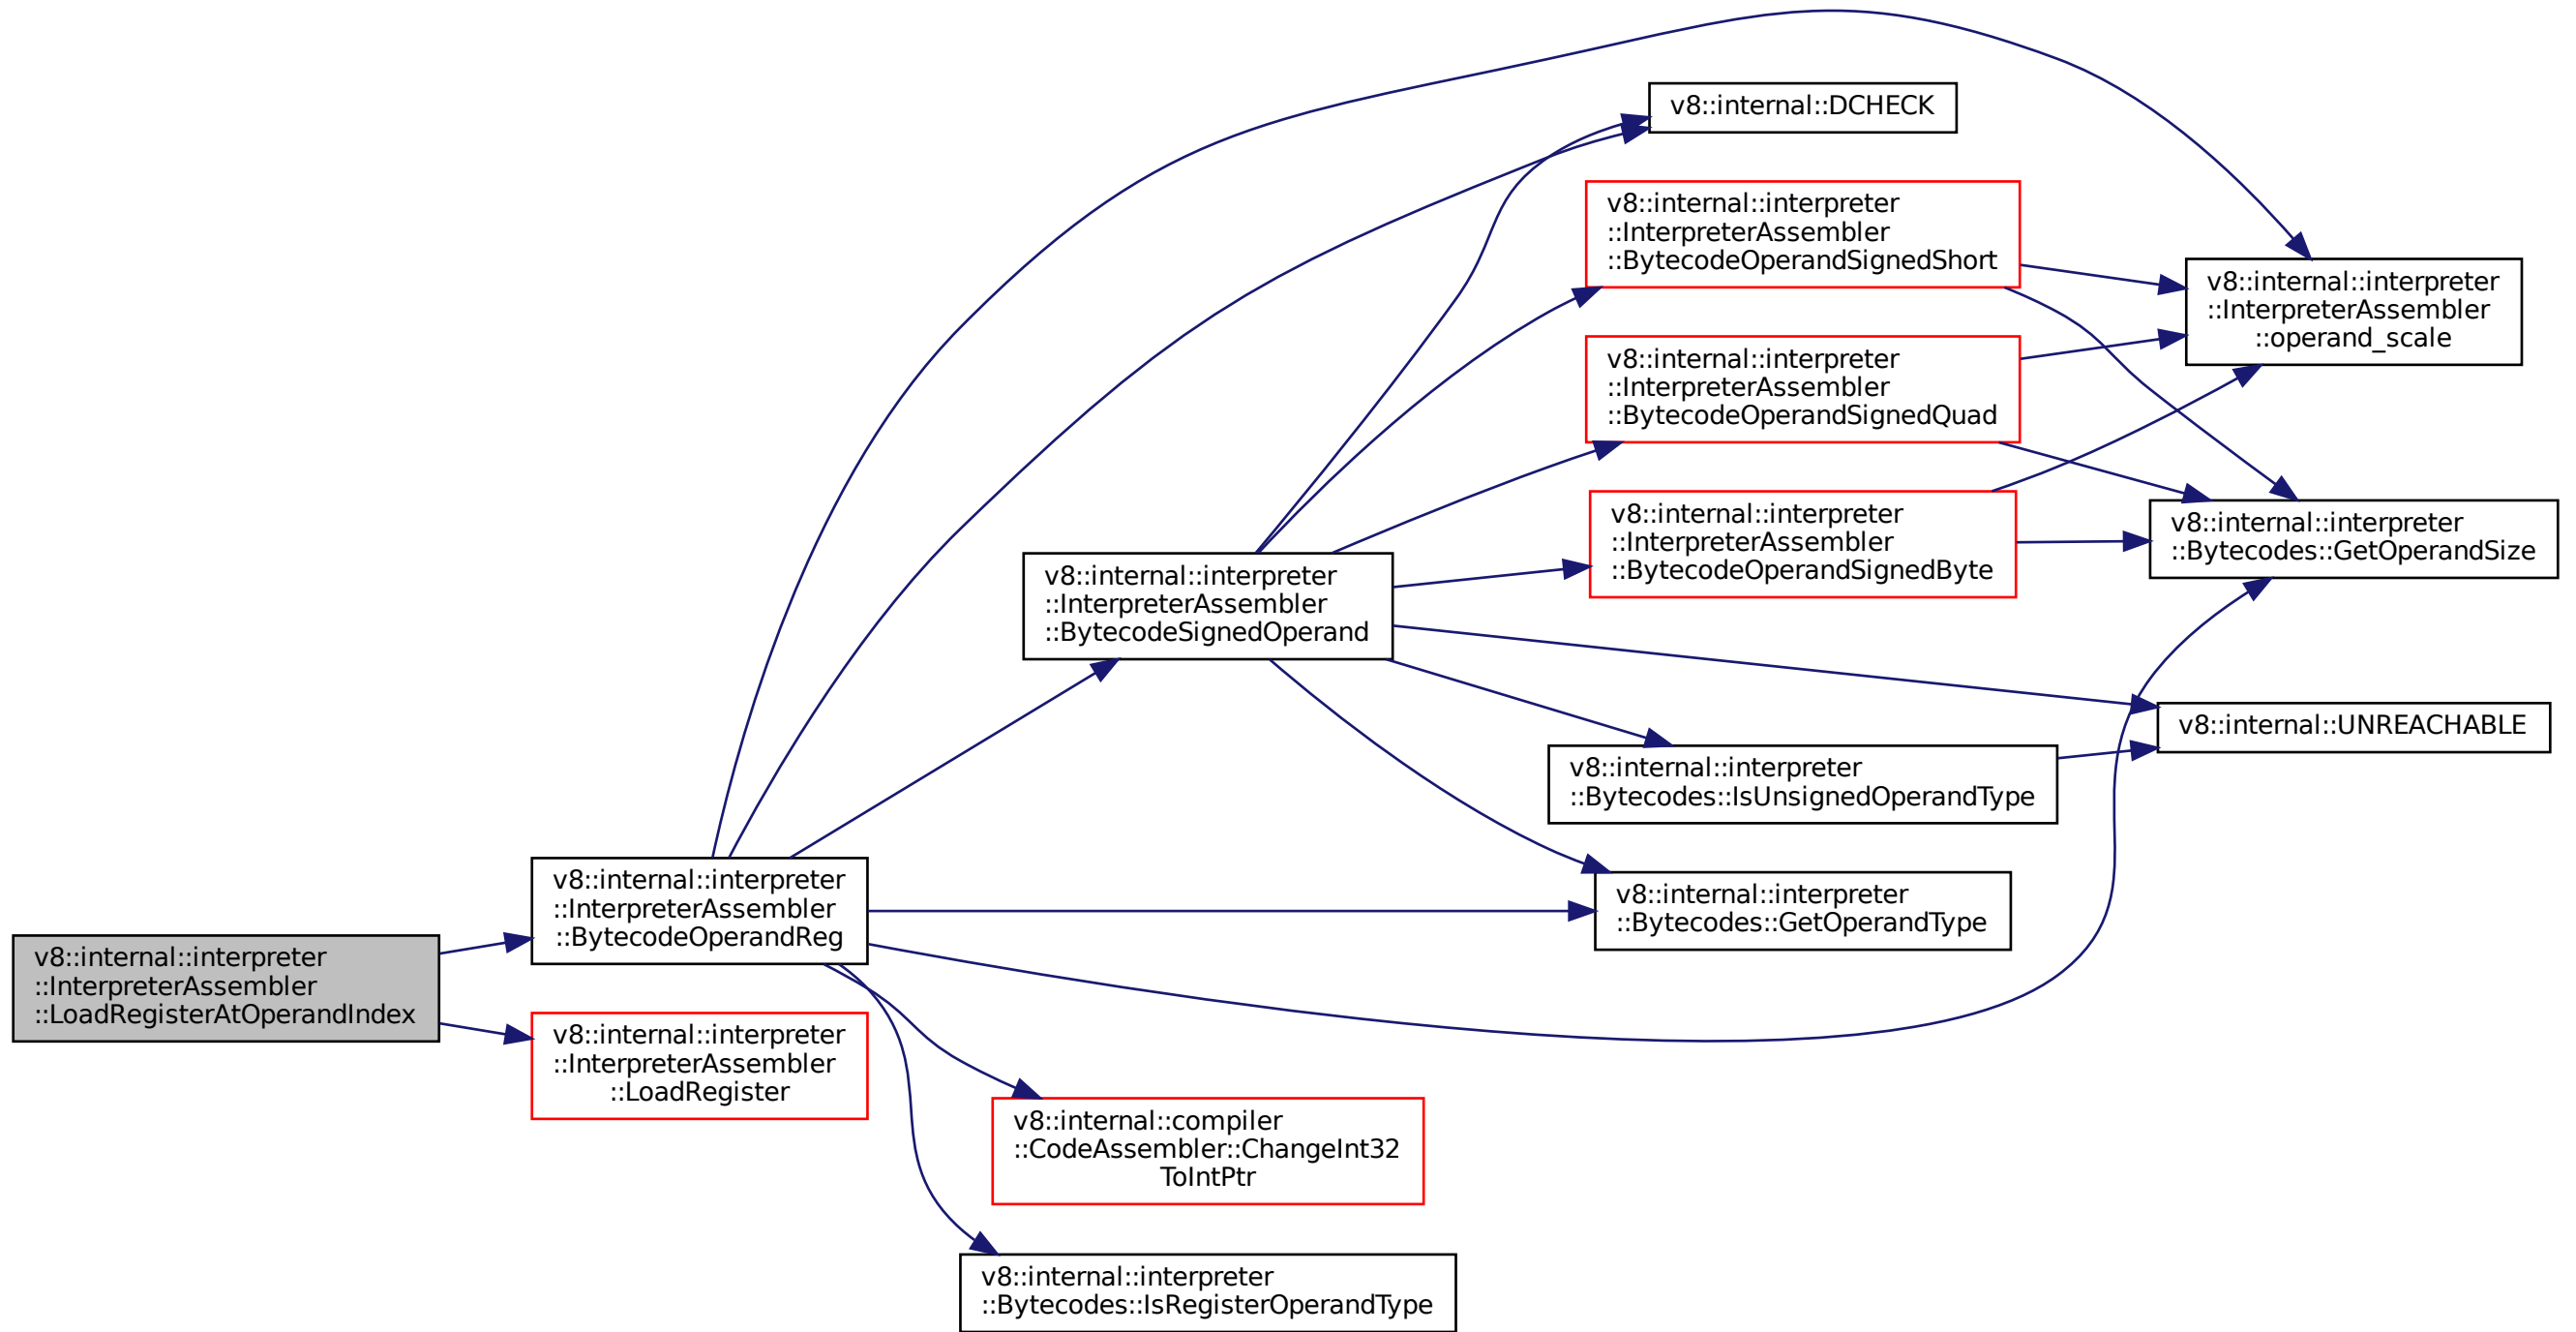 v8::internal::DCHECK
v8::internal::interpreter
::InterpreterAssembler
::BytecodeOperandSignedShort
v8::internal::interpreter
::InterpreterAssembler
::operand_scale
v8::internal::interpreter
::InterpreterAssembler
::BytecodeOperandSignedQuad
v8::internal::interpreter
::InterpreterAssembler
::BytecodeOperandSignedByte
v8::internal::interpreter
::Bytecodes::GetOperandSize
v8::internal::interpreter
::InterpreterAssembler
::BytecodeSignedOperand
v8::internal::UNREACHABLE
v8::internal::interpreter
::Bytecodes::IsUnsignedOperandType
v8::internal::interpreter
::InterpreterAssembler
::BytecodeOperandReg
v8::internal::interpreter
::Bytecodes::GetOperandType
v8::internal::interpreter
::InterpreterAssembler
::LoadRegisterAtOperandIndex
v8::internal::interpreter
::InterpreterAssembler
::LoadRegister
v8::internal::compiler
::CodeAssembler::ChangeInt32
ToIntPtr
v8::internal::interpreter
::Bytecodes::IsRegisterOperandType